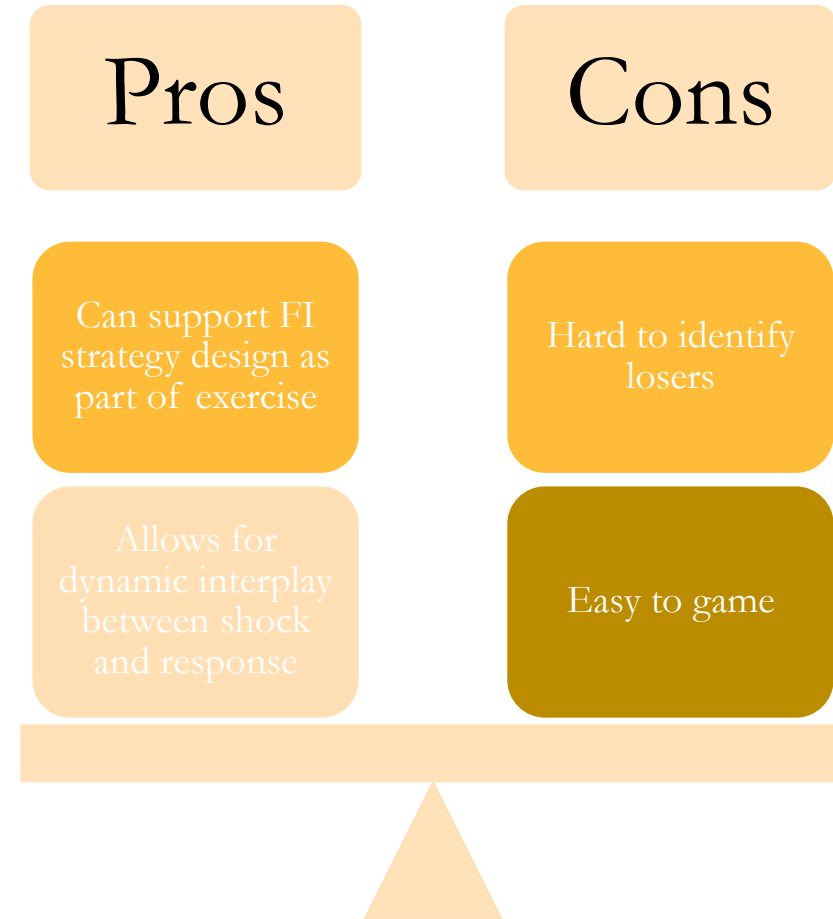 Pros
Cons
Can support FI
strategy design as
part of exercise
Hard to identify
losers
Allows for
dynamic interplay
between shock
and response
Easy to game